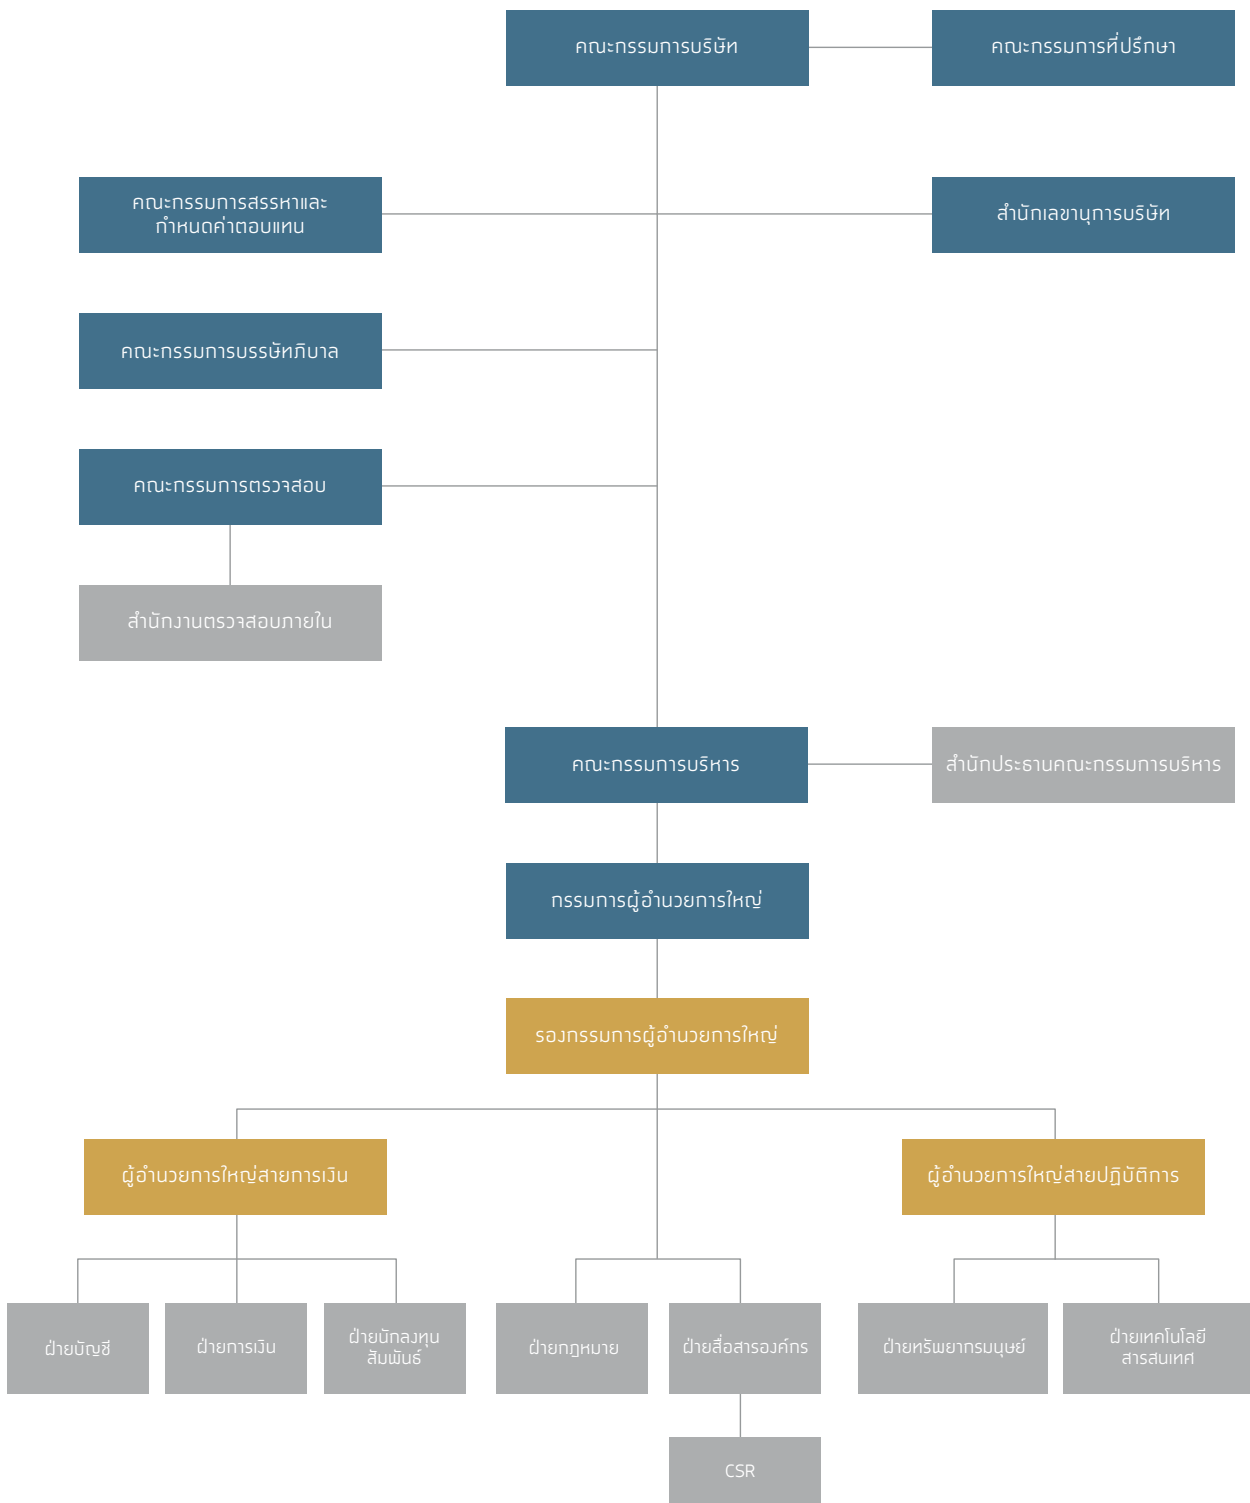 คณะกรรมการบริษัท
คณะกรรมการที่ปรึกษา
คณะกรรมการสรรหาและ
กำหนดค่าตอบแทน
สำนักเลขานุการบริษัท
คณะกรรมการบรรษัทภิบาล
คณะกรรมการตรวจสอบ
สำนักงานตรวจสอบภายใน
คณะกรรมการบริหาร
สำนักประธานคณะกรรมการบริหาร
กรรมการผู้อำนวยการใหญ่
รองกรรมการผู้อำนวยการใหญ่
ผู้อำนวยการใหญ่สายการเงิน
ผู้อำนวยการใหญ่สายปฏิบัติการ
ฝ่ายบัญชี
ฝ่ายการเงิน
ฝ่ายนักลงทุน
สัมพันธ์
ฝ่ายกฎหมาย
ฝ่ายสื่อสารองค์กร
ฝ่ายทรัพยากรมนุษย์
ฝ่ายเทคโนโลยี
สารสนเทศ
CSR